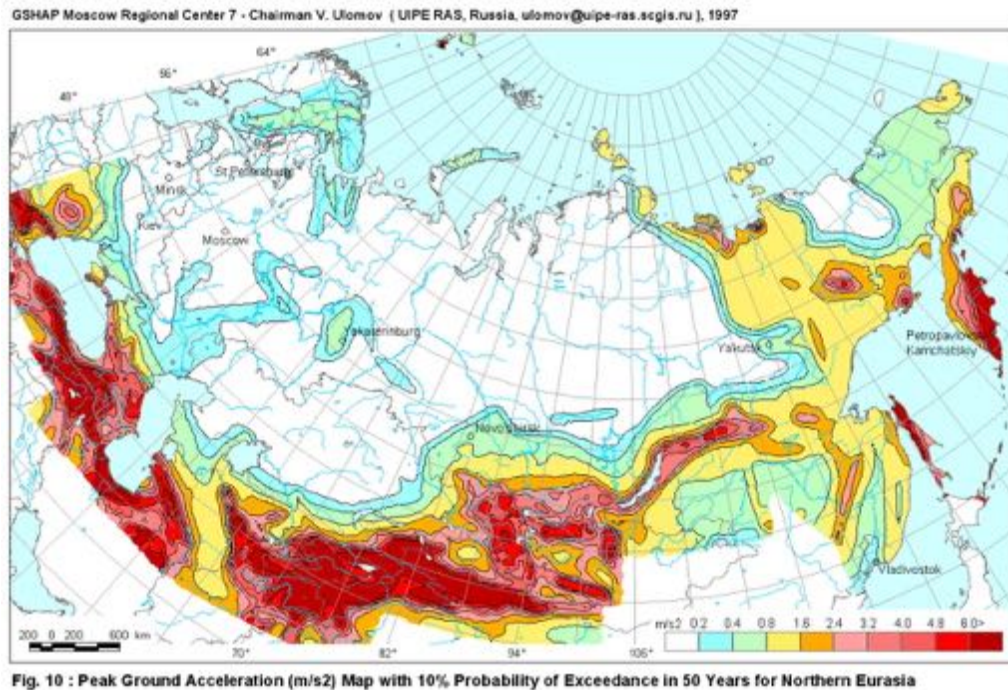 GSHAP Moscow Regional Center 7 - Chairman V. Ulomov ( UIPE RAS, Russia, ulomov@uipe-ras.scgis.ru ), 1997
64°
56°
48°
St.Petersburg
Minsk
Kiev
Moscow
Yekaterinburg
Yakutsk
Petropavlovsk
Kamchatskiy
Novosibirsk
Vladivostok
200 0 200 600 km
m/s2 0.2 0.4 0.8 1.6 2.4 3.2 4.0 4.8 6.0>
70° 82° 94° 106°
Fig. 10 : Peak Ground Acceleration (m/s2) Map with 10% Probability of Exceedance in 50 Years for Northern Eurasia